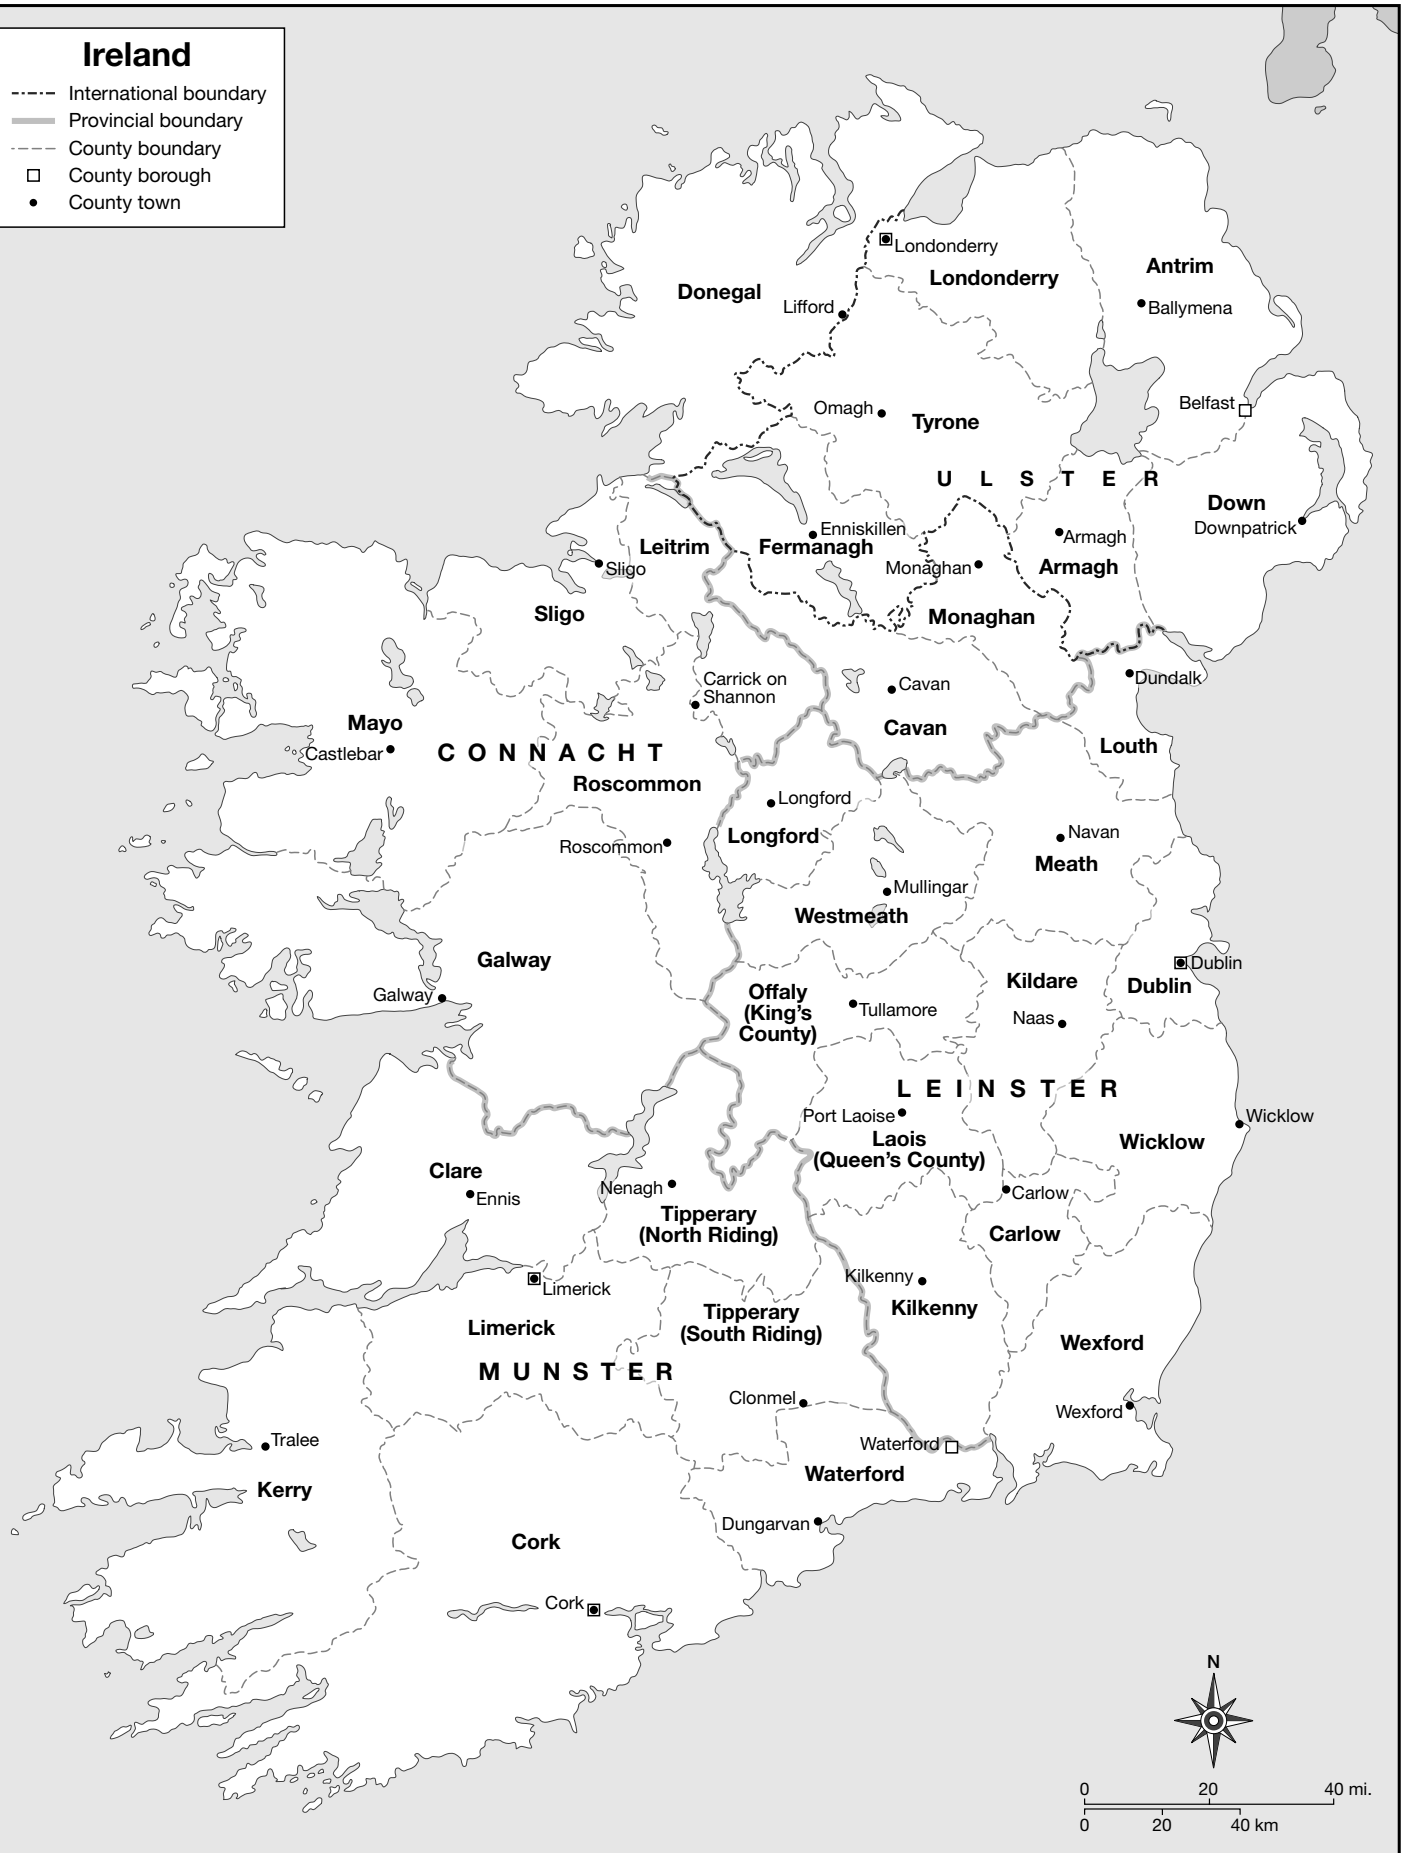 Ireland
International boundary
Provincial boundary
County boundary
County borough
County town
Londonderry
Londonderry
Antrim
Donegal
Lifford
Ballymena
Belfast
Omagh
Tyrone
ULSTER
Down
Downpatrick
Enniskillen
Fermanagh
Armagh
Armagh
Leitrim
Sligo
Monaghan
Monaghan
Sligo
Carrick on
Shannon
Cavan
Dundalk
Mayo
Castlebar
CONNACHT
Cavan
Louth
Roscommon
Longford
Longford
Roscommon
Navan
Meath
Mullingar
Westmeath
Galway
Galway
Offaly
(King's
County)
Tullamore
Kildare
Naas
Dublin
Dublin
LEINSTER
Port Laoise
Laois
(Queen's County)
Wicklow
Wicklow
Clare
Ennis
Nenagh
Tipperary
(North Riding)
Carlow
Carlow
Limerick
Limerick
Kilkenny
Kilkenny
Tipperary
(South Riding)
MUNSTER
Wexford
Clonmel
Wexford
Tralee
Kerry
Waterford
Waterford
Dungarvan
Cork
Cork
N
0 20 40 mi.
0 20 40 km